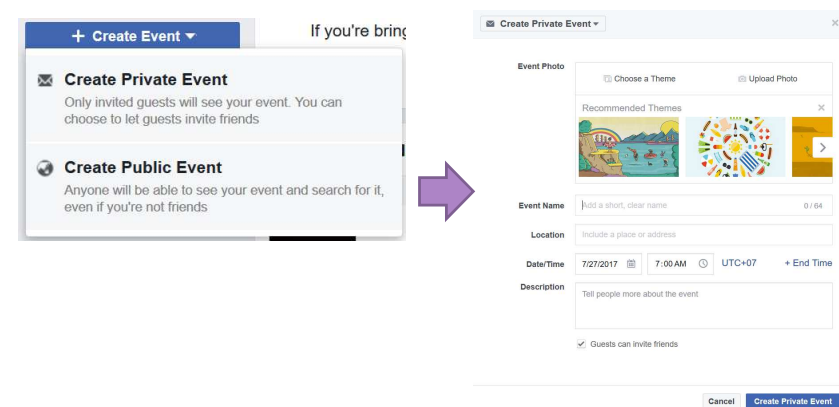 + Create Event
If you're bring
Create Private Event
Only invited guests will see your event. You can
choose to let guests invite friends
Create Public Event
Anyone will be able to see your event and search for it,
even if you're not friends
Create Private Event
Event Photo
Choose a Theme
Upload Photo
Recommended Themes
Event Name
Add a short, clear name
0 / 64
Location
Include a place or address
Date/Time
7/27/2017
7:00 AM
UTC+07
+ End Time
Description
Tell people more about the event
Guests can invite friends
Cancel
Create Private Event